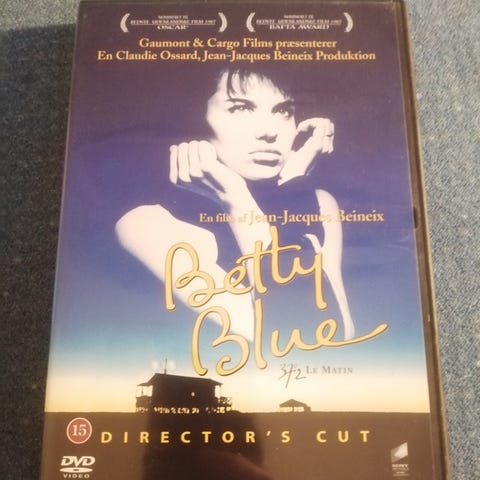 NOMINERET TIL
BEDSTE UDENLANDSKE FILM 1987
OSCAR
NOMINERET TIL
BEDSTE UDENLANDSKE FILM 1987
BAFTA AWARD
Gaumont & Cargo Films præsenterer
En Claudie Ossard, Jean-Jacques Beineix Produktion
En film af Jean-Jacques Beineix
Betty
Blue
37°2 LE MATIN
15 DIRECTOR'S CUT
DVD
VIDEO
SONY